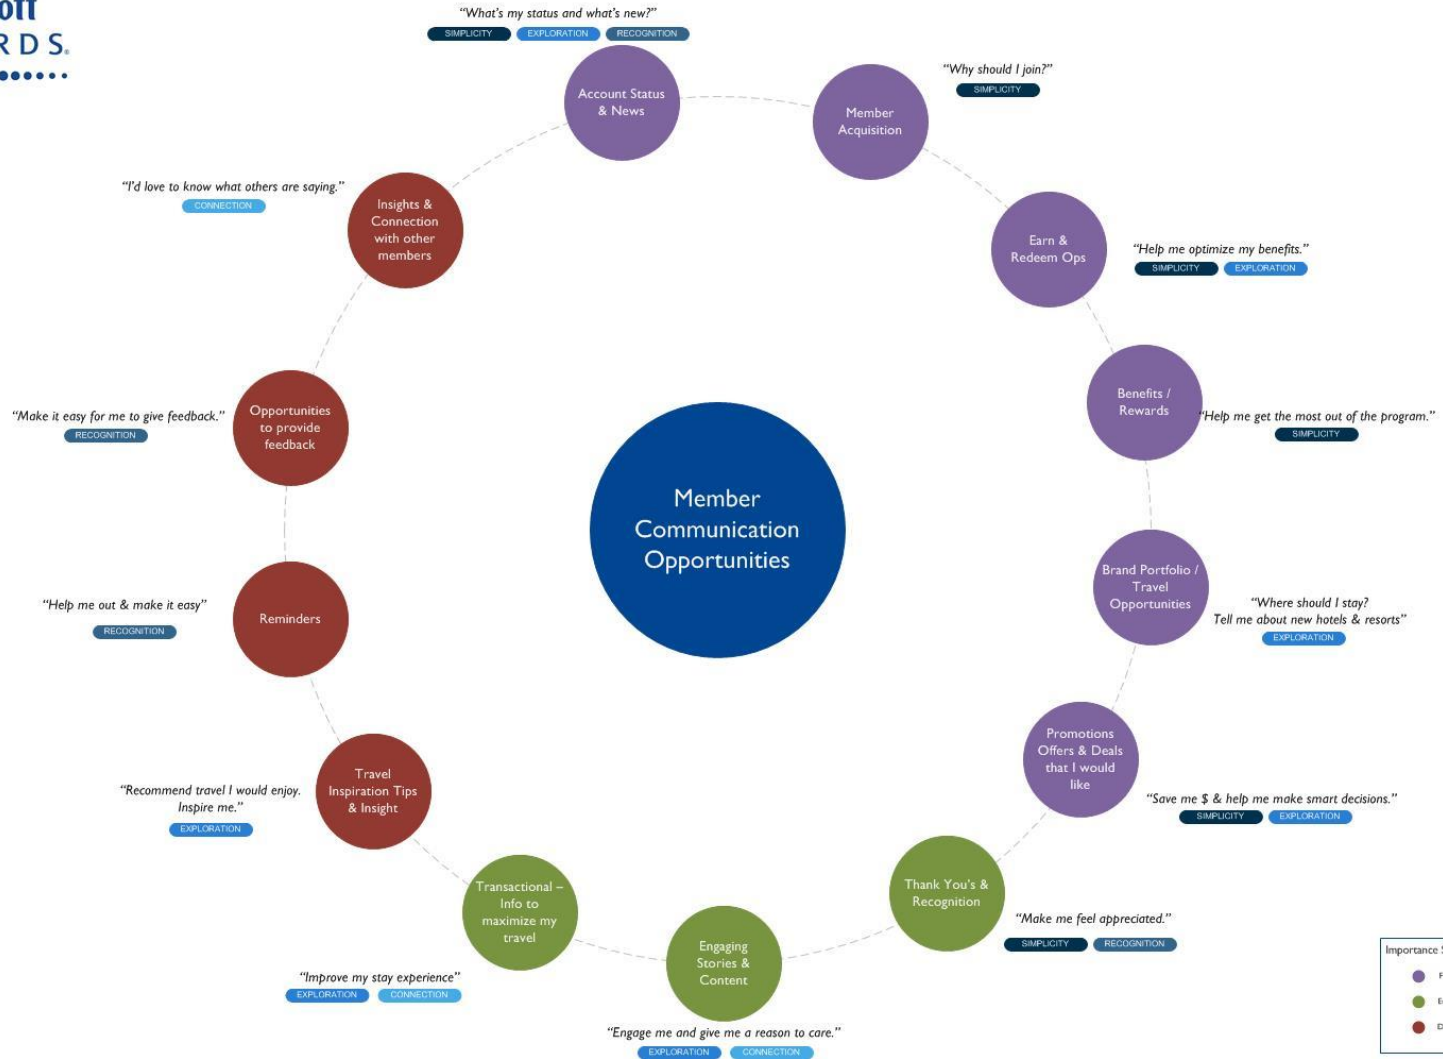 RDS.
"What's my status and what's new?"
SIMPLICITY EXPLORATION RECOGNITION
Account Status
& News
"Why should I join?"
SIMPLICITY
Member
Acquisition
"I'd love to know what others are saying."
CONNECTION
Insights &
Connection
with other
members
Earn &
Redeem Ops
"Help me optimize my benefits."
SIMPLICITY EXPLORATION
Benefits /
Rewards
"Help me get the most out of the program."
SIMPLICITY
"Make it easy for me to give feedback."
RECOGNITION
Opportunities
to provide
feedback
Member
Communication
Opportunities
Brand Portfolio /
Travel
Opportunities
"Where should I stay?
Tell me about new hotels & resorts"
EXPLORATION
"Help me out & make it easy"
RECOGNITION
Reminders
Promotions
Offers & Deals
that I would
like
"Save me $ & help me make smart decisions."
SIMPLICITY EXPLORATION
"Recommend travel I would enjoy.
Inspire me."
EXPLORATION
Travel
Inspiration Tips
& Insight
Thank You's &
Recognition
"Make me feel appreciated."
SIMPLICITY RECOGNITION
Transactional –
Info to
maximize my
travel
"Improve my stay experience"
EXPLORATION CONNECTION
Engaging
Stories &
Content
"Engage me and give me a reason to care."
EXPLORATION CONNECTION
Importance